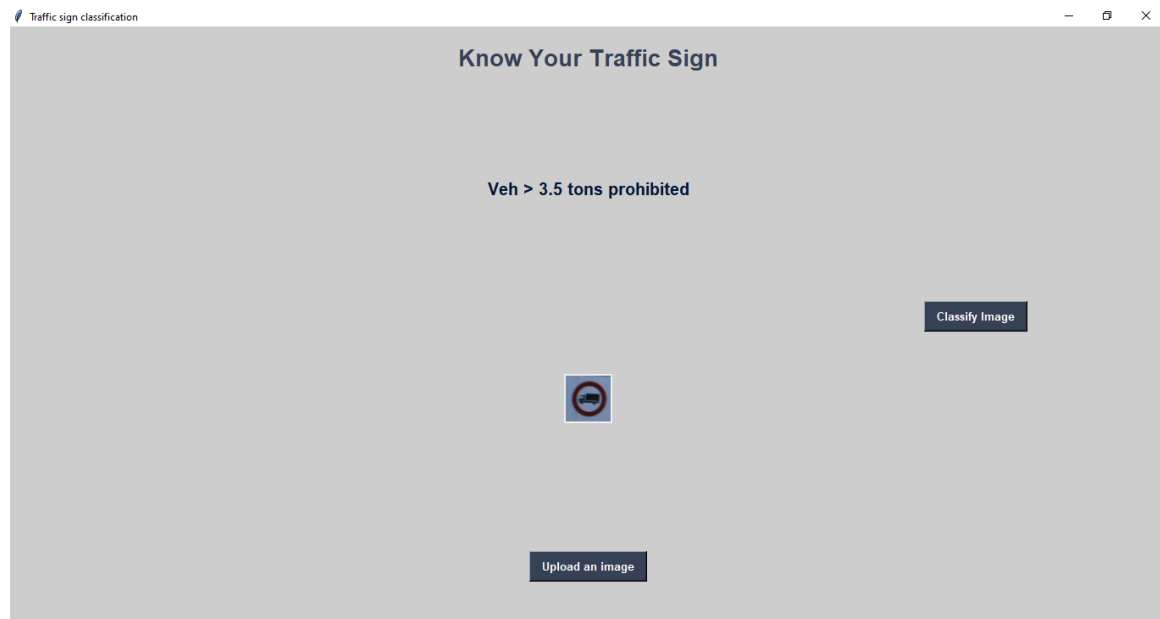 Traffic sign classification
Know Your Traffic Sign
Veh > 3.5 tons prohibited
Classify Image
Upload an image